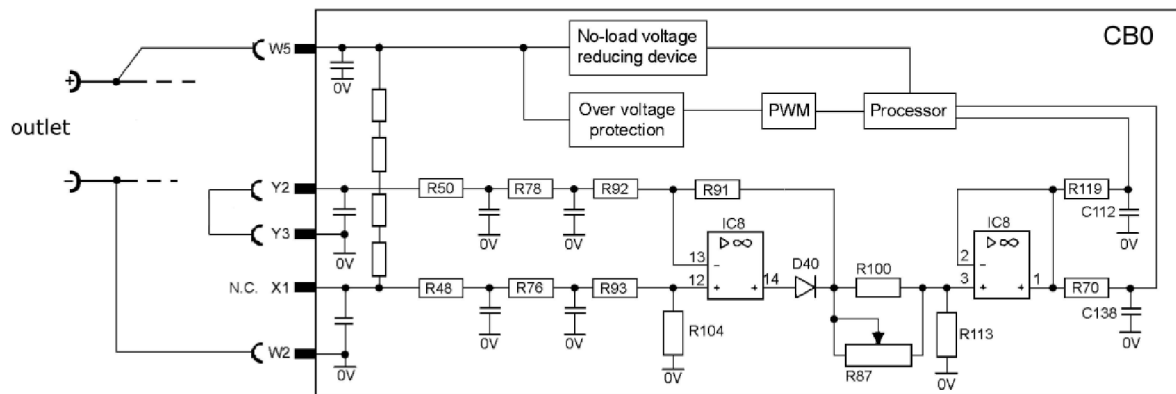 CB0
W5
No-load voltage
reducing device
0V
+
outlet
Over voltage
protection
PWM
Processor
−
Y2
R50
R78
R92
R91
R119
C112
IC8
IC8
0V
0V
0V
Y3
0V
▷ ∞
▷ ∞
13 −
2 −
D40
R100
N.C. X1
R48
R76
R93
12 + + 14
3 + + 1
R70
C138
0V
0V
R104
R113
0V
W2
0V
0V
R87
0V